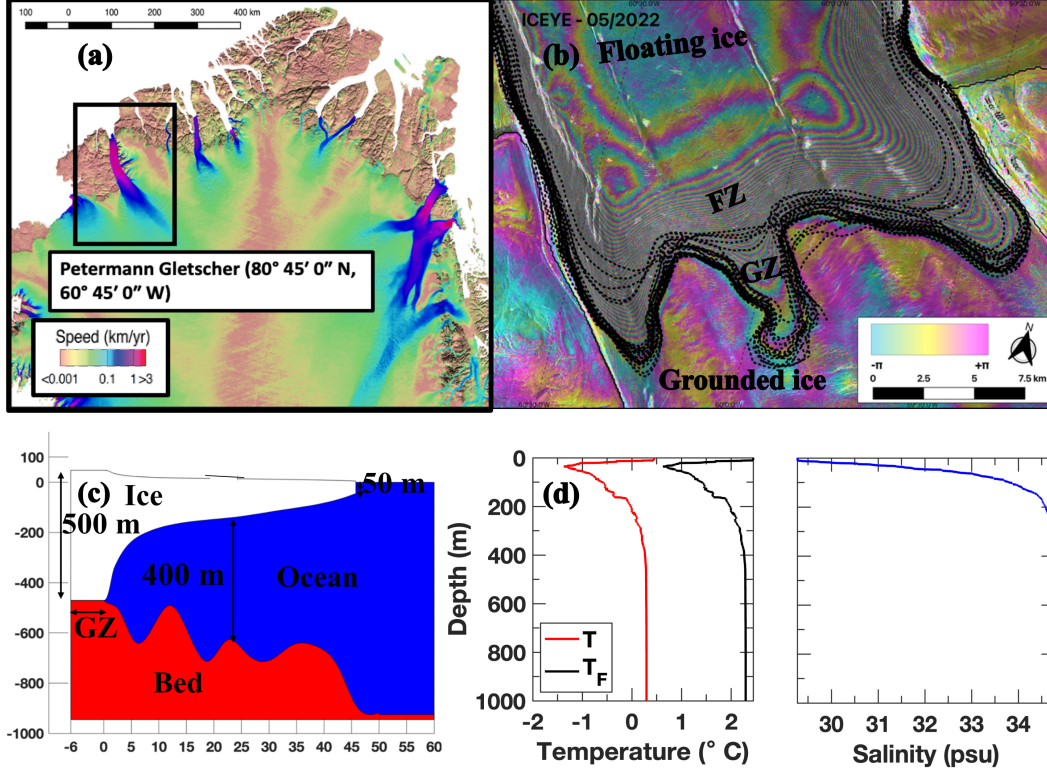 100 0 100 200 300 400 km
(a)
Petermann Gletscher (80° 45′ 0″ N,
60° 45′ 0″ W)
Speed (km/yr)
<0.001 0.1 1 >3
ICEYE - 05/2022
(b) Floating ice
FZ
GZ
Grounded ice
-π +π
N
0 2.5 5 7.5 km
100
0
-200
-400
-600
-800
-1000
-6 0 5 10 15 20 25 30 35 40 45 50 55 60
(c)
Ice
50 m
500 m
400 m
Ocean
GZ
Bed
(d)
0
200
400
600
800
1000
Depth (m)
T
T_F
-2 -1 0 1 2
Temperature (° C)
30 31 32 33 34
Salinity (psu)